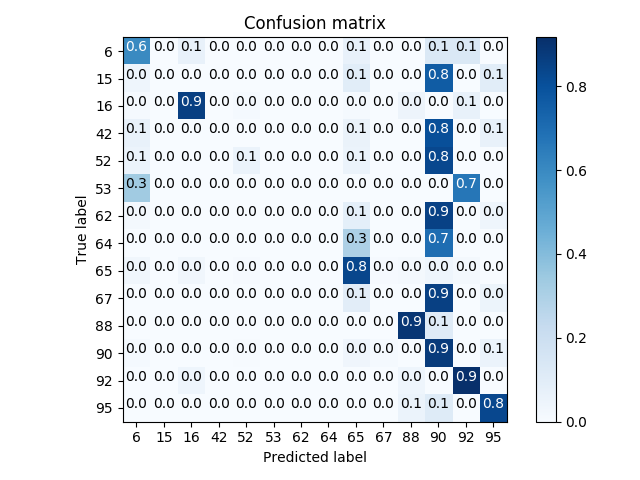 Confusion matrix
6 0.6 0.0 0.1 0.0 0.0 0.0 0.0 0.0 0.1 0.0 0.0 0.1 0.1 0.0
15 0.0 0.0 0.0 0.0 0.0 0.0 0.0 0.0 0.1 0.0 0.0 0.8 0.0 0.1
16 0.0 0.0 0.9 0.0 0.0 0.0 0.0 0.0 0.0 0.0 0.0 0.0 0.1 0.0
42 0.1 0.0 0.0 0.0 0.0 0.0 0.0 0.0 0.1 0.0 0.0 0.8 0.0 0.1
52 0.1 0.0 0.0 0.0 0.1 0.0 0.0 0.0 0.1 0.0 0.0 0.8 0.0 0.0
53 0.3 0.0 0.0 0.0 0.0 0.0 0.0 0.0 0.0 0.0 0.0 0.0 0.7 0.0
62 0.0 0.0 0.0 0.0 0.0 0.0 0.0 0.0 0.1 0.0 0.0 0.9 0.0 0.0
64 0.0 0.0 0.0 0.0 0.0 0.0 0.0 0.0 0.3 0.0 0.0 0.7 0.0 0.0
65 0.0 0.0 0.0 0.0 0.0 0.0 0.0 0.0 0.8 0.0 0.0 0.0 0.0 0.0
67 0.0 0.0 0.0 0.0 0.0 0.0 0.0 0.0 0.1 0.0 0.0 0.9 0.0 0.0
88 0.0 0.0 0.0 0.0 0.0 0.0 0.0 0.0 0.0 0.0 0.9 0.1 0.0 0.0
90 0.0 0.0 0.0 0.0 0.0 0.0 0.0 0.0 0.0 0.0 0.0 0.9 0.0 0.1
92 0.0 0.0 0.0 0.0 0.0 0.0 0.0 0.0 0.0 0.0 0.0 0.0 0.9 0.0
95 0.0 0.0 0.0 0.0 0.0 0.0 0.0 0.0 0.0 0.0 0.1 0.1 0.0 0.8
6 15 16 42 52 53 62 64 65 67 88 90 92 95
True label
Predicted label
0.8
0.6
0.4
0.2
0.0